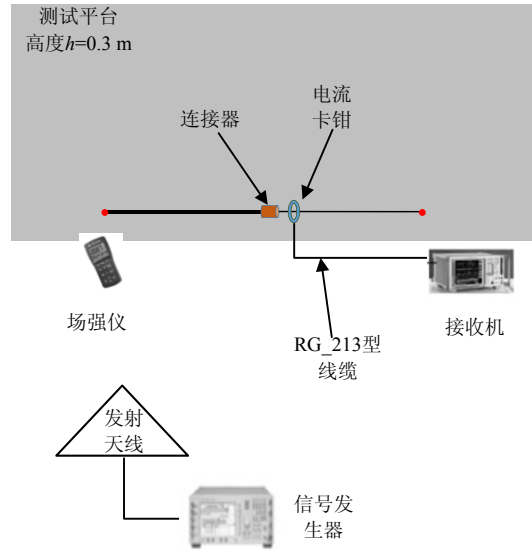 测试平台
高度h=0.3 m
电流
卡钳
连接器
场强仪
接收机
RG_213型
线缆
发射
天线
信号发
生器